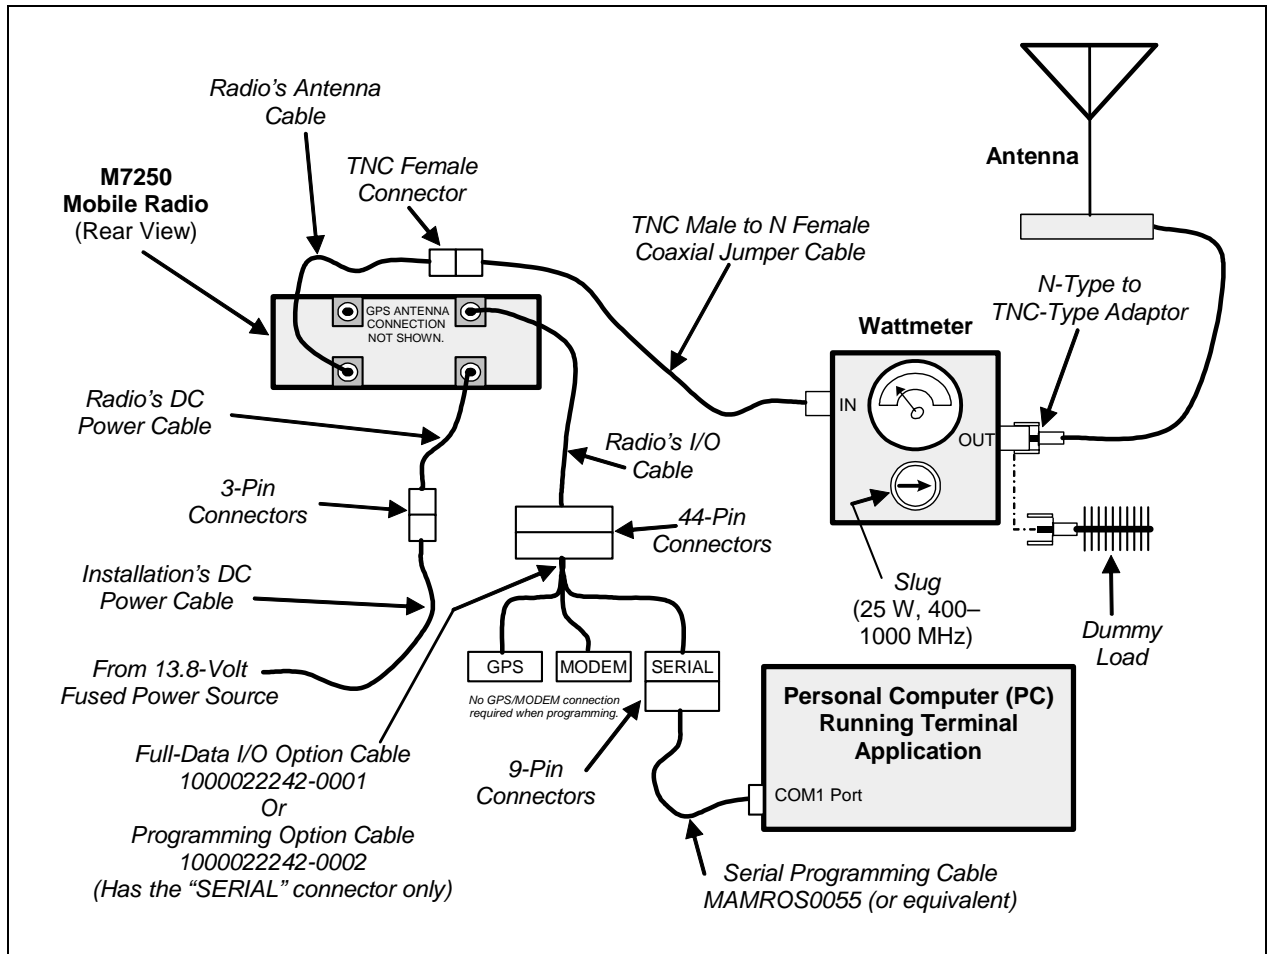 Radio's Antenna
Cable
TNC Female
Connector
M7250
Mobile Radio
(Rear View)
Antenna
TNC Male to N Female
Coaxial Jumper Cable
N-Type to
TNC-Type Adaptor
GPS ANTENNA
CONNECTION
NOT SHOWN.
Wattmeter
IN
OUT
Radio's DC
Power Cable
Radio's I/O
Cable
3-Pin
Connectors
44-Pin
Connectors
Installation's DC
Power Cable
Slug
(25 W, 400–
1000 MHz)
Dummy
Load
From 13.8-Volt
Fused Power Source
GPS
MODEM
SERIAL
No GPS/MODEM connection
required when programming.
Personal Computer (PC)
Running Terminal
Application
COM1 Port
9-Pin
Connectors
Full-Data I/O Option Cable
1000022242-0001
Or
Programming Option Cable
1000022242-0002
(Has the “SERIAL” connector only)
Serial Programming Cable
MAMROS0055 (or equivalent)